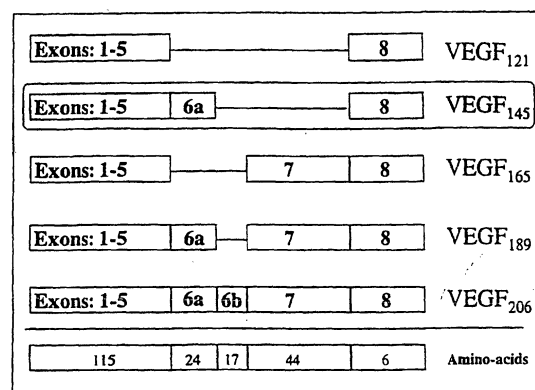 Exons: 1-5 8 VEGF121
Exons: 1-5 6a 8 VEGF145
Exons: 1-5 7 8 VEGF165
Exons: 1-5 6a 7 8 VEGF189
Exons: 1-5 6a 6b 7 8 VEGF206
115 24 17 44 6 Amino-acids